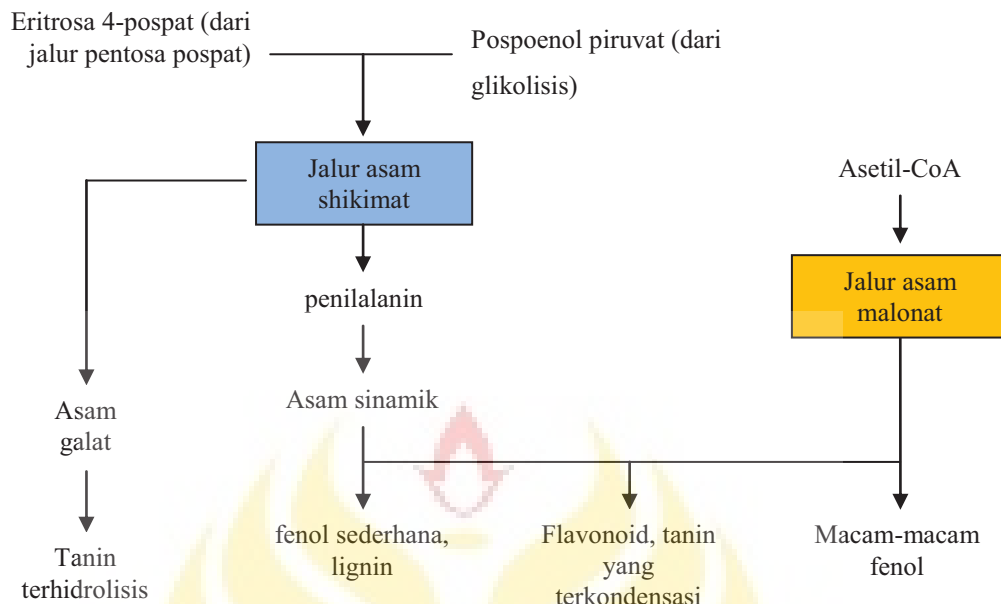 Eritrosa 4-pospat (dari
jalur pentosa pospat)
Pospoenol piruvat (dari
glikolisis)
Jalur asam
shikimat
Asetil-CoA
penilalanin
Jalur asam
malonat
Asam sinamik
Asam
galat
Tanin
terhidrolisis
fenol sederhana,
lignin
Flavonoid, tanin
yang
terkondensasi
Macam-macam
fenol